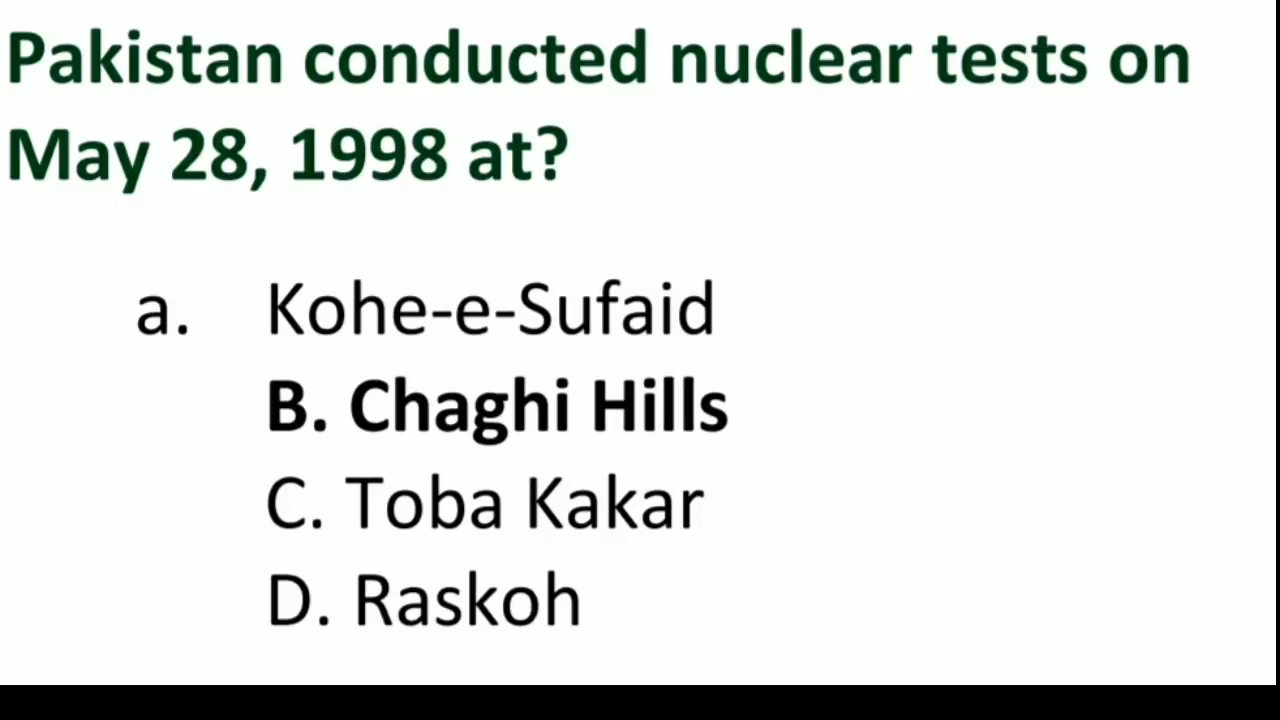 Pakistan conducted nuclear tests on
May 28, 1998 at?
a. Kohe-e-Sufaid
B. Chaghi Hills
C. Toba Kakar
D. Raskoh